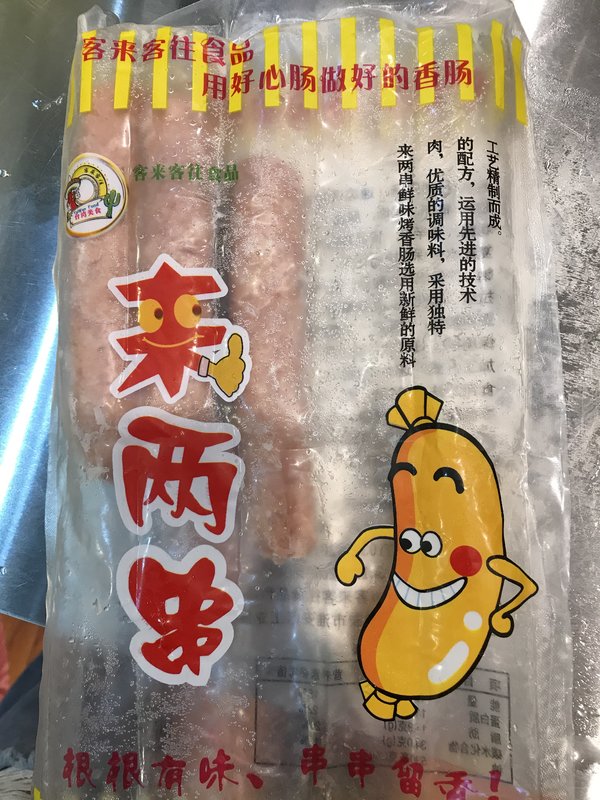 客来客往食品
用好心肠做好的香肠
客来客往食品
来两串鲜味烤香肠选用新鲜的原料
肉，优质的调味料，采用独特
的配方，运用先进的技术
工艺精制而成。
来两串
根根有味、串串留香！